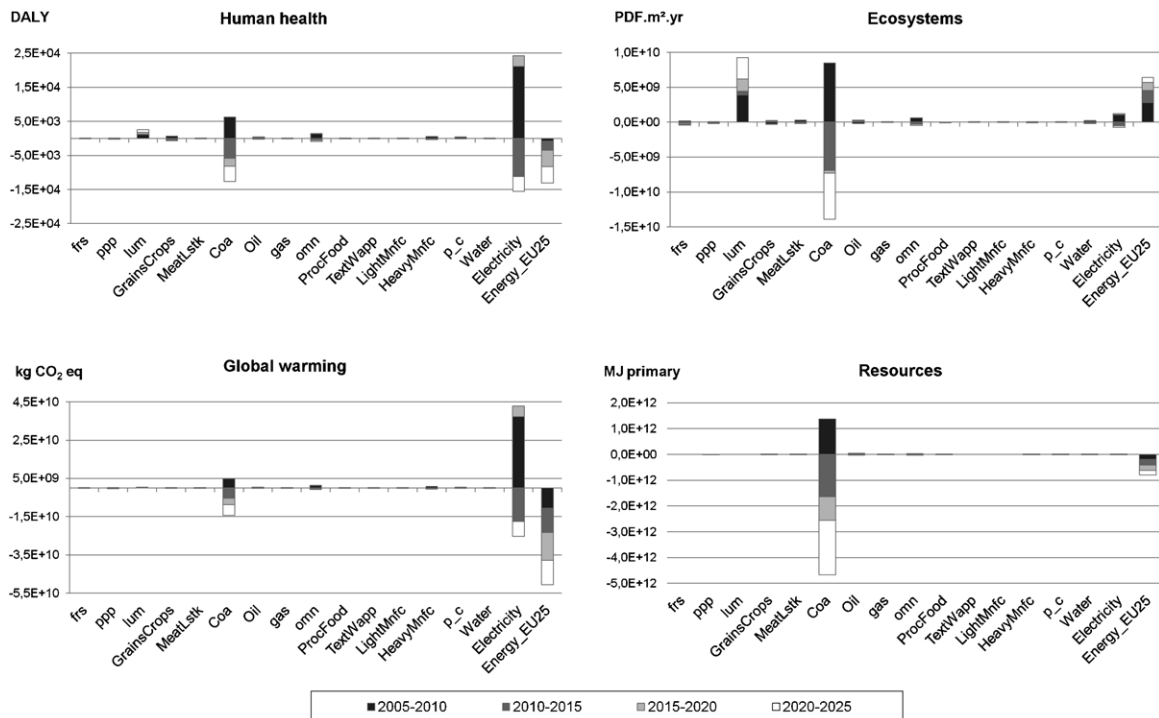 DALY
Human health
2,5E+04
1,5E+04
5,0E+03
-5,0E+03
-1,5E+04
-2,5E+04
frs
ppp
lum
GrainsCrops
MeatLstk
Coa
Oil
gas
omn
ProcFood
TextWapp
LightMnfc
HeavyMnfc
p_c
Water
Electricity
Energy_EU25
PDF.m².yr
Ecosystems
1,0E+10
5,0E+09
0,0E+00
-5,0E+09
-1,0E+10
-1,5E+10
frs
ppp
lum
GrainsCrops
MeatLstk
Coa
Oil
gas
omn
ProcFood
TextWapp
LightMnfc
HeavyMnfc
p_c
Water
Electricity
Energy_EU25
kg CO₂ eq
Global warming
4,5E+10
2,5E+10
5,0E+09
-1,5E+10
-3,5E+10
-5,5E+10
frs
ppp
lum
GrainsCrops
MeatLstk
Coa
Oil
gas
omn
ProcFood
TextWapp
LightMnfc
HeavyMnfc
p_c
Water
Electricity
Energy_EU25
MJ primary
Resources
2,0E+12
1,0E+12
0,0E+00
-1,0E+12
-2,0E+12
-3,0E+12
-4,0E+12
-5,0E+12
frs
ppp
lum
GrainsCrops
MeatLstk
Coa
Oil
gas
omn
ProcFood
TextWapp
LightMnfc
HeavyMnfc
p_c
Water
Electricity
Energy_EU25
2005-2010 2010-2015 2015-2020 2020-2025